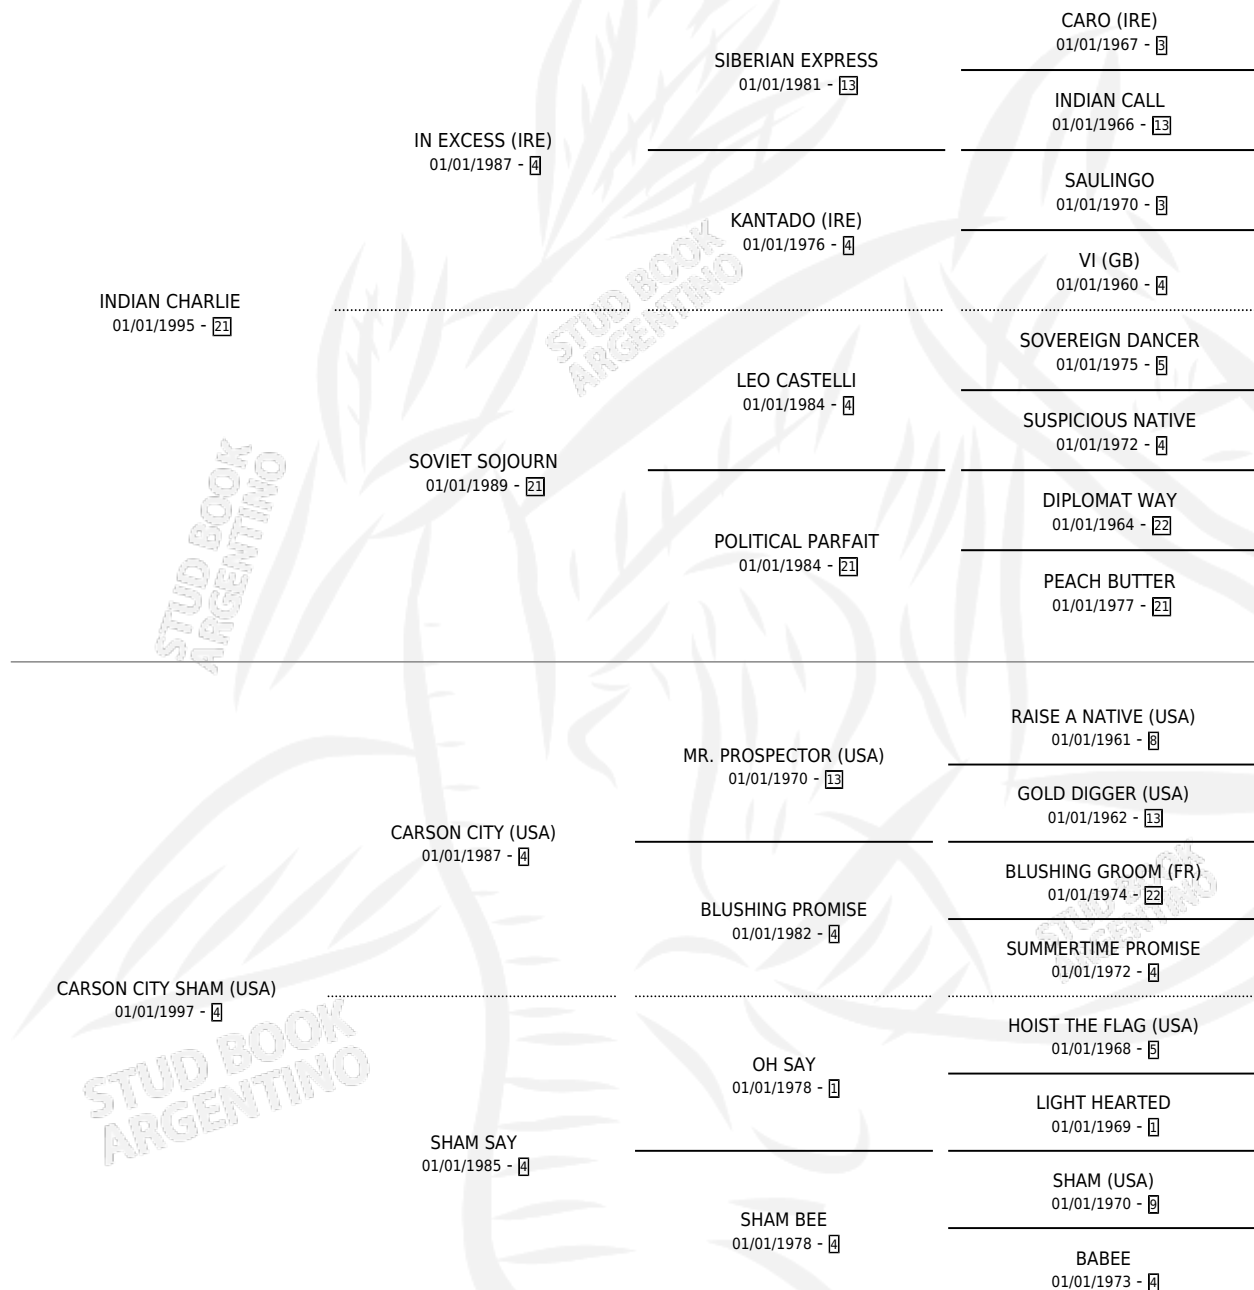 CARO (IRE)
01/01/1967 - 3
SIBERIAN EXPRESS
01/01/1981 - 13
INDIAN CALL
01/01/1966 - 13
IN EXCESS (IRE)
01/01/1987 - 4
SAULINGO
01/01/1970 - 3
KANTADO (IRE)
01/01/1976 - 4
VI (GB)
01/01/1960 - 4
INDIAN CHARLIE
01/01/1995 - 21
SOVEREIGN DANCER
01/01/1975 - 5
LEO CASTELLI
01/01/1984 - 4
SUSPICIOUS NATIVE
01/01/1972 - 4
SOVIET SOJOURN
01/01/1989 - 21
DIPLOMAT WAY
01/01/1964 - 22
POLITICAL PARFAIT
01/01/1984 - 21
PEACH BUTTER
01/01/1977 - 21
RAISE A NATIVE (USA)
01/01/1961 - 8
MR. PROSPECTOR (USA)
01/01/1970 - 13
GOLD DIGGER (USA)
01/01/1962 - 13
CARSON CITY (USA)
01/01/1987 - 4
BLUSHING GROOM (FR)
01/01/1974 - 22
BLUSHING PROMISE
01/01/1982 - 4
SUMMERTIME PROMISE
01/01/1972 - 4
CARSON CITY SHAM (USA)
01/01/1997 - 4
HOIST THE FLAG (USA)
01/01/1968 - 5
OH SAY
01/01/1978 - 1
LIGHT HEARTED
01/01/1969 - 1
SHAM SAY
01/01/1985 - 4
SHAM (USA)
01/01/1970 - 9
SHAM BEE
01/01/1978 - 4
BABEE
01/01/1973 - 4
STUD BOOK
ARGENTINO
STUD BOOK
ARGENTINO
STUD BOOK
ARGENTINO
STUD BOOK
ARGENTINO